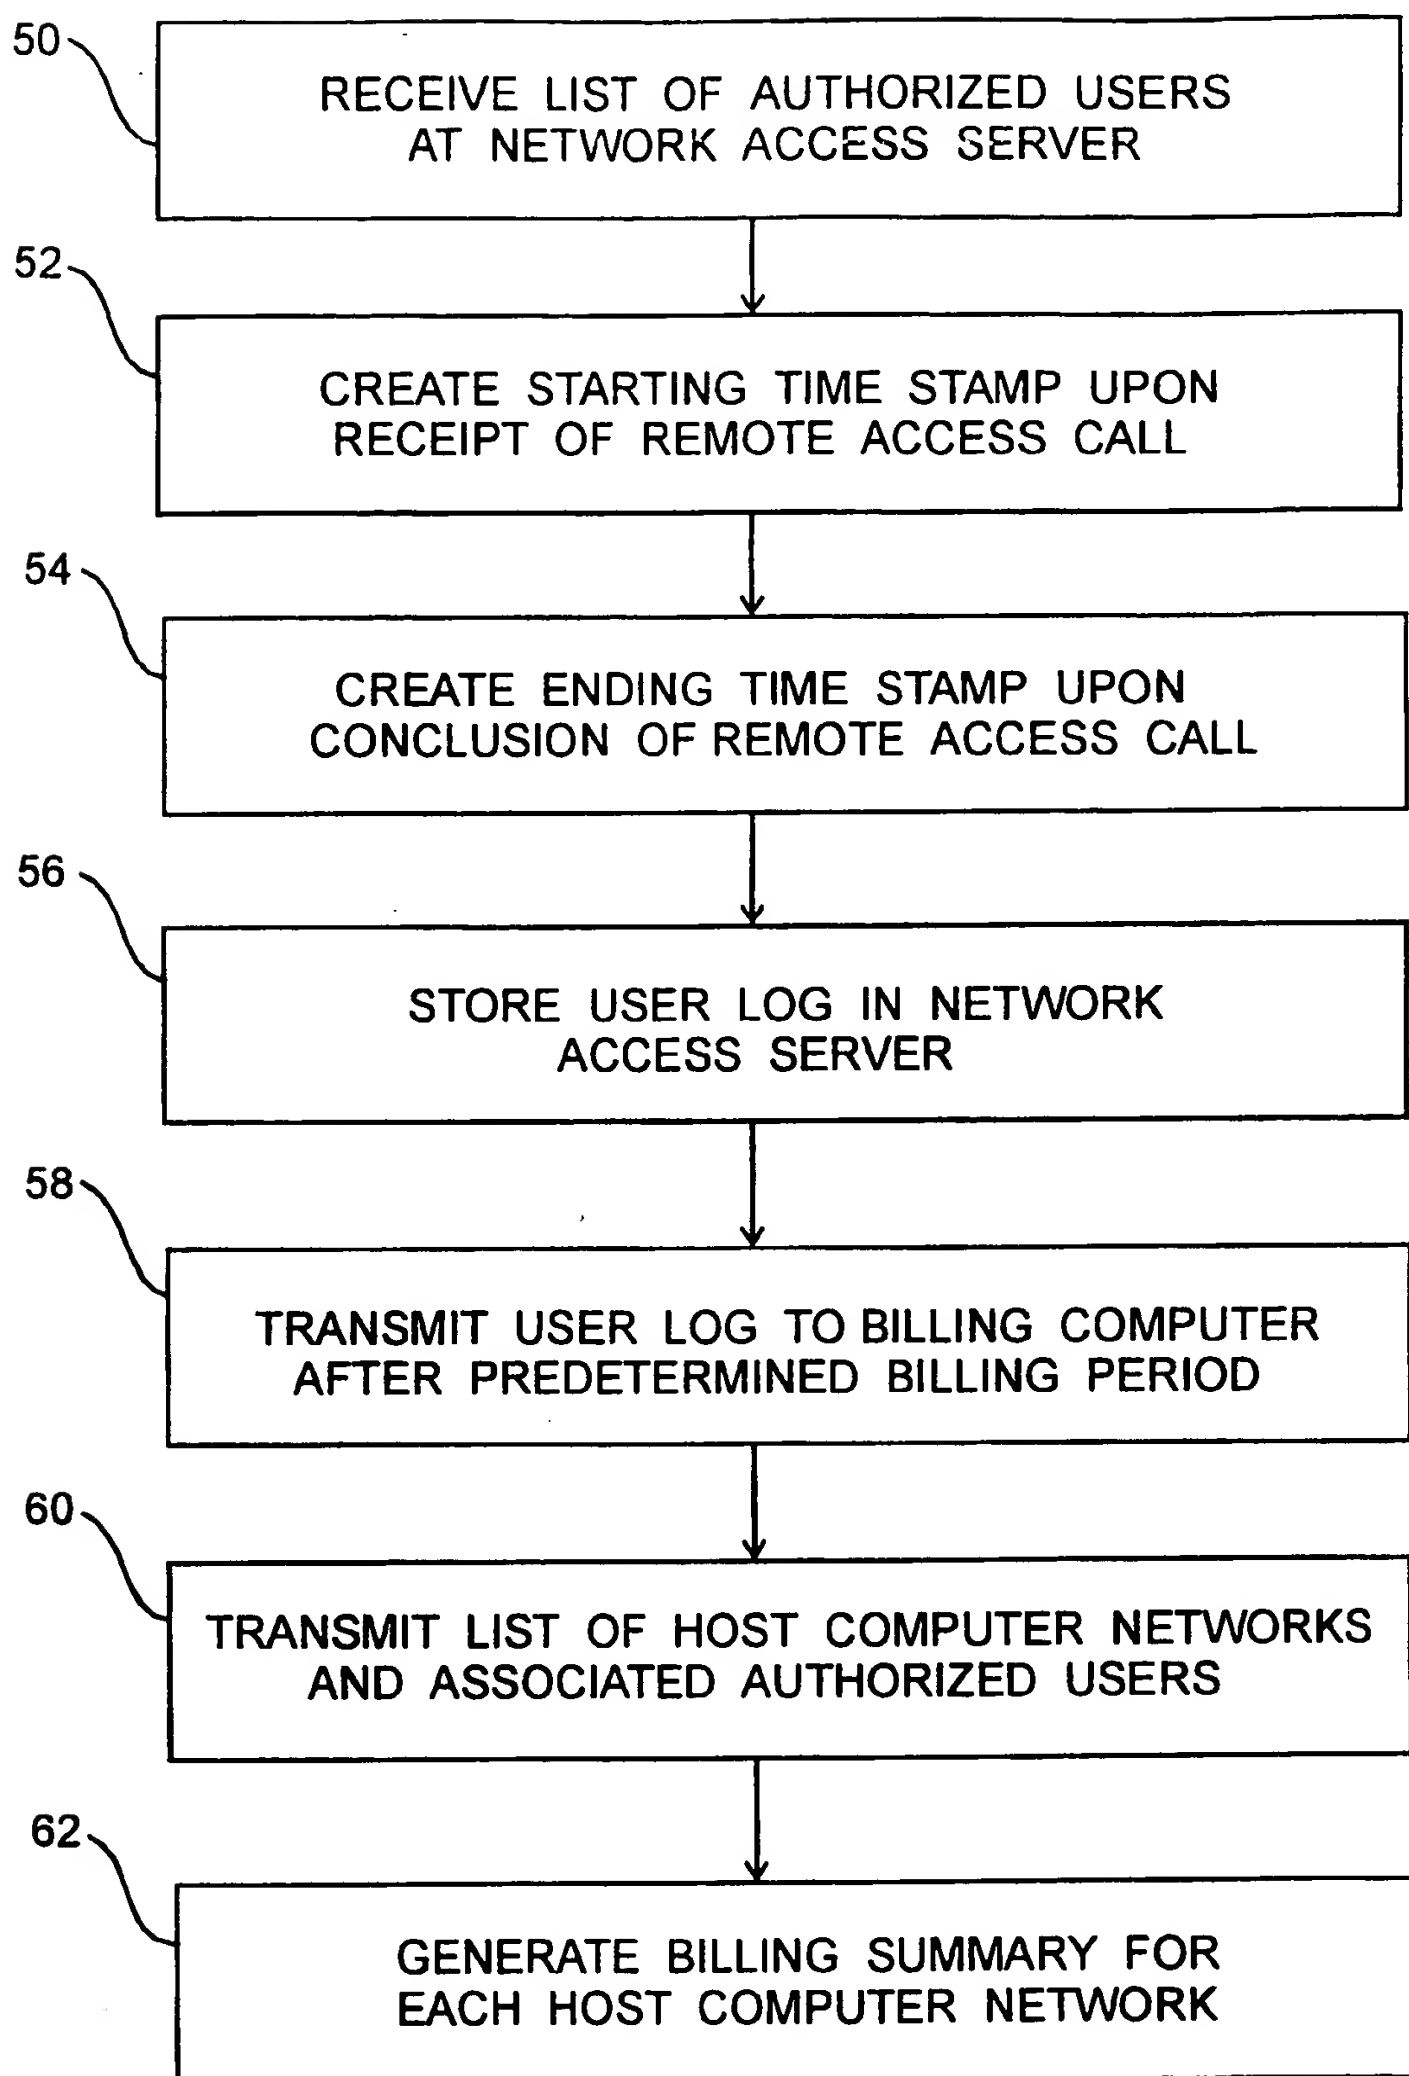 50
RECEIVE LIST OF AUTHORIZED USERS
AT NETWORK ACCESS SERVER
52
CREATE STARTING TIME STAMP UPON
RECEIPT OF REMOTE ACCESS CALL
54
CREATE ENDING TIME STAMP UPON
CONCLUSION OF REMOTE ACCESS CALL
56
STORE USER LOG IN NETWORK
ACCESS SERVER
58
TRANSMIT USER LOG TO BILLING COMPUTER
AFTER PREDETERMINED BILLING PERIOD
60
TRANSMIT LIST OF HOST COMPUTER NETWORKS
AND ASSOCIATED AUTHORIZED USERS
62
GENERATE BILLING SUMMARY FOR
EACH HOST COMPUTER NETWORK